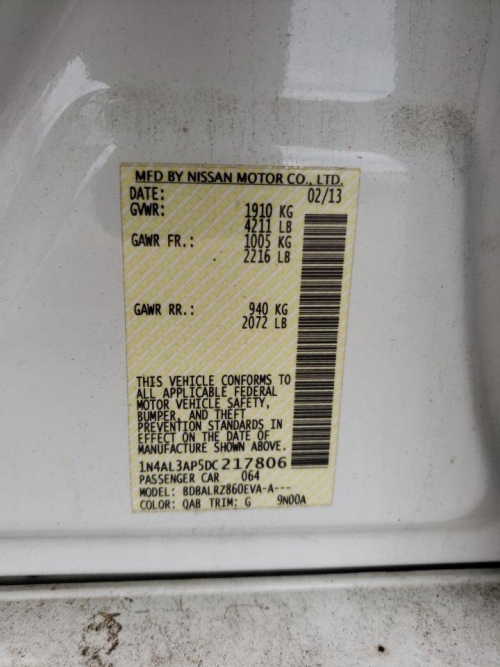 MFD BY NISSAN MOTOR CO., LTD.
DATE: 02/13
GVWR: 1910 KG
4211 LB
GAWR FR.: 1005 KG
2216 LB
GAWR RR.: 940 KG
2072 LB
THIS VEHICLE CONFORMS TO
ALL APPLICABLE FEDERAL
MOTOR VEHICLE SAFETY,
BUMPER, AND THEFT
PREVENTION STANDARDS IN
EFFECT ON THE DATE OF
MANUFACTURE SHOWN ABOVE.
1N4AL3AP5DC217806
PASSENGER CAR 064
MODEL: BDBALRZ860EVA-A---
COLOR: QAB TRIM: G 9N00A